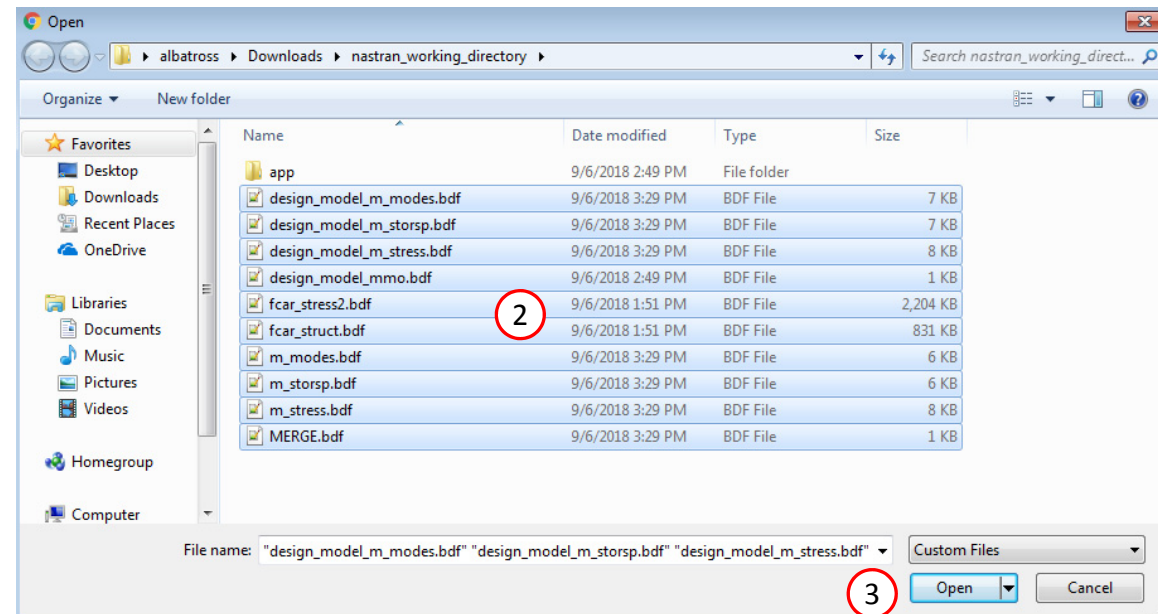 Open
albatross Downloads nastran_working_directory
Search nastran_working_direct...
Organize New folder
Favorites
Desktop
Downloads
Recent Places
OneDrive
Libraries
Documents
Music
Pictures
Videos
Homegroup
Computer
Name Date modified Type Size
app 9/6/2018 2:49 PM File folder
design_model_m_modes.bdf 9/6/2018 3:29 PM BDF File 7 KB
design_model_m_storsp.bdf 9/6/2018 3:29 PM BDF File 7 KB
design_model_m_stress.bdf 9/6/2018 3:29 PM BDF File 8 KB
design_model_mmo.bdf 9/6/2018 2:49 PM BDF File 1 KB
fcar_stress2.bdf 9/6/2018 1:51 PM BDF File 2,204 KB
2
fcar_struct.bdf 9/6/2018 1:51 PM BDF File 831 KB
m_modes.bdf 9/6/2018 3:29 PM BDF File 6 KB
m_storsp.bdf 9/6/2018 3:29 PM BDF File 6 KB
m_stress.bdf 9/6/2018 3:29 PM BDF File 8 KB
MERGE.bdf 9/6/2018 3:29 PM BDF File 1 KB
File name: "design_model_m_modes.bdf" "design_model_m_storsp.bdf" "design_model_m_stress.bdf"
Custom Files
3
Open Cancel